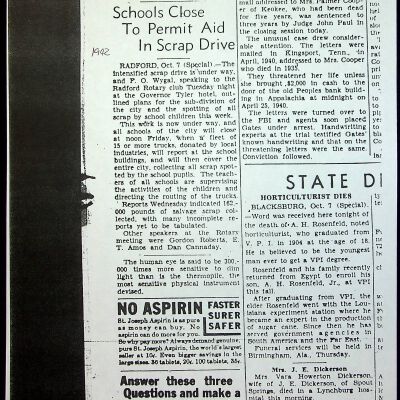 Schools Close
To Permit Aid
In Scrap Drive
1942
RADFORD, Oct. 7 (Special) —The
intensified scrap drive is under way,
and F. O. Wygal, speaking to the
Radford Rotary club Tuesday night
at the Governor Tyler hotel, out-
lined plans for the sub-division of
the city and the spotting of all
scrap by school children this week.
This work is now under way, and
all schools of the city will close
at noon Friday, when a fleet of
15 or more trucks, donated by local
industries, will report at the school
buildings, and will then cover the
entire city, collecting all scrap spot-
ted by the school pupils. The teach-
ers of all schools are supervising
the activities of the children and
directing the routing of the trucks.
Reports Wednesday indicated 162,-
000 pounds of salvage scrap col-
lected, with many incomplete re-
ports yet to be tabulated.
Other speakers at the Rotary
meeting were Gordon Roberts, E.
T. Amos and Dan Cannaday.
The human eye is said to be 300,-
000 times more sensitive to dim
light than is the thermopile, the
most sensitive physical instrument
devised.
NO ASPIRIN
FASTER
SURER
SAFER
St. Joseph Aspirin is as pure
as money can buy. No
aspirin can do more for you.
So why pay more? Always demand genuine,
pure St. Joseph Aspirin, the world's largest
seller at 10c. Even bigger savings in the
large sizes. 36 tablets, 20c. 100 tablets, 35c.
Answer these three
Questions and make a
mail addressed to Mrs. Palmer Coop-
er of Keokee, who had been dead
for five years, was sentenced to
three years by Judge John Paul in
the closing session today.
The unusual case drew consider-
able attention. The letters were
mailed in Kingsport, Tenn., in
April, 1940, addressed to Mrs. Cooper
who died in 1935.
They threatened her life unless
she brought $2,000 in cash to the
door of the old Peoples bank build-
ing in Appalachia at midnight on
April 25, 1940.
The letters were turned over to
the FBI and agents soon placed
Gates under arrest. Handwriting
experts at the trial testified Gates'
known handwriting and that on the
threatening letters were the same.
Conviction followed.
STATE D
HORTICULTURIST DIES
BLACKSBURG, Oct. 7 (Special).
—Word was received here tonight of
the death of A. H. Rosenfeld, noted
horticulturist, who graduated from
V. P. I. in 1904 at the age of 18.
He is believed to be the youngest
man ever to get a VPI degree.
Rosenfeld and his family recently
returned from Egypt to enroll his
son, A. H. Rosenfeld, Jr., at VPI
this fall.
After graduating from VPI, the
elder Rosenfeld went with the Lou-
isiana experiment station where he
became an expert in the production
of sugar cane. Since then he has
served government agencies in
South America and the Far East.
Funeral services will be held in
Birmingham, Ala., Thursday.
Mrs. J. E. Dickerson
Mrs. Vara Howerton Dickerson,
wife of J. E. Dickerson, of Spout
Springs, died in a Lynchburg hos-
pital this morning.